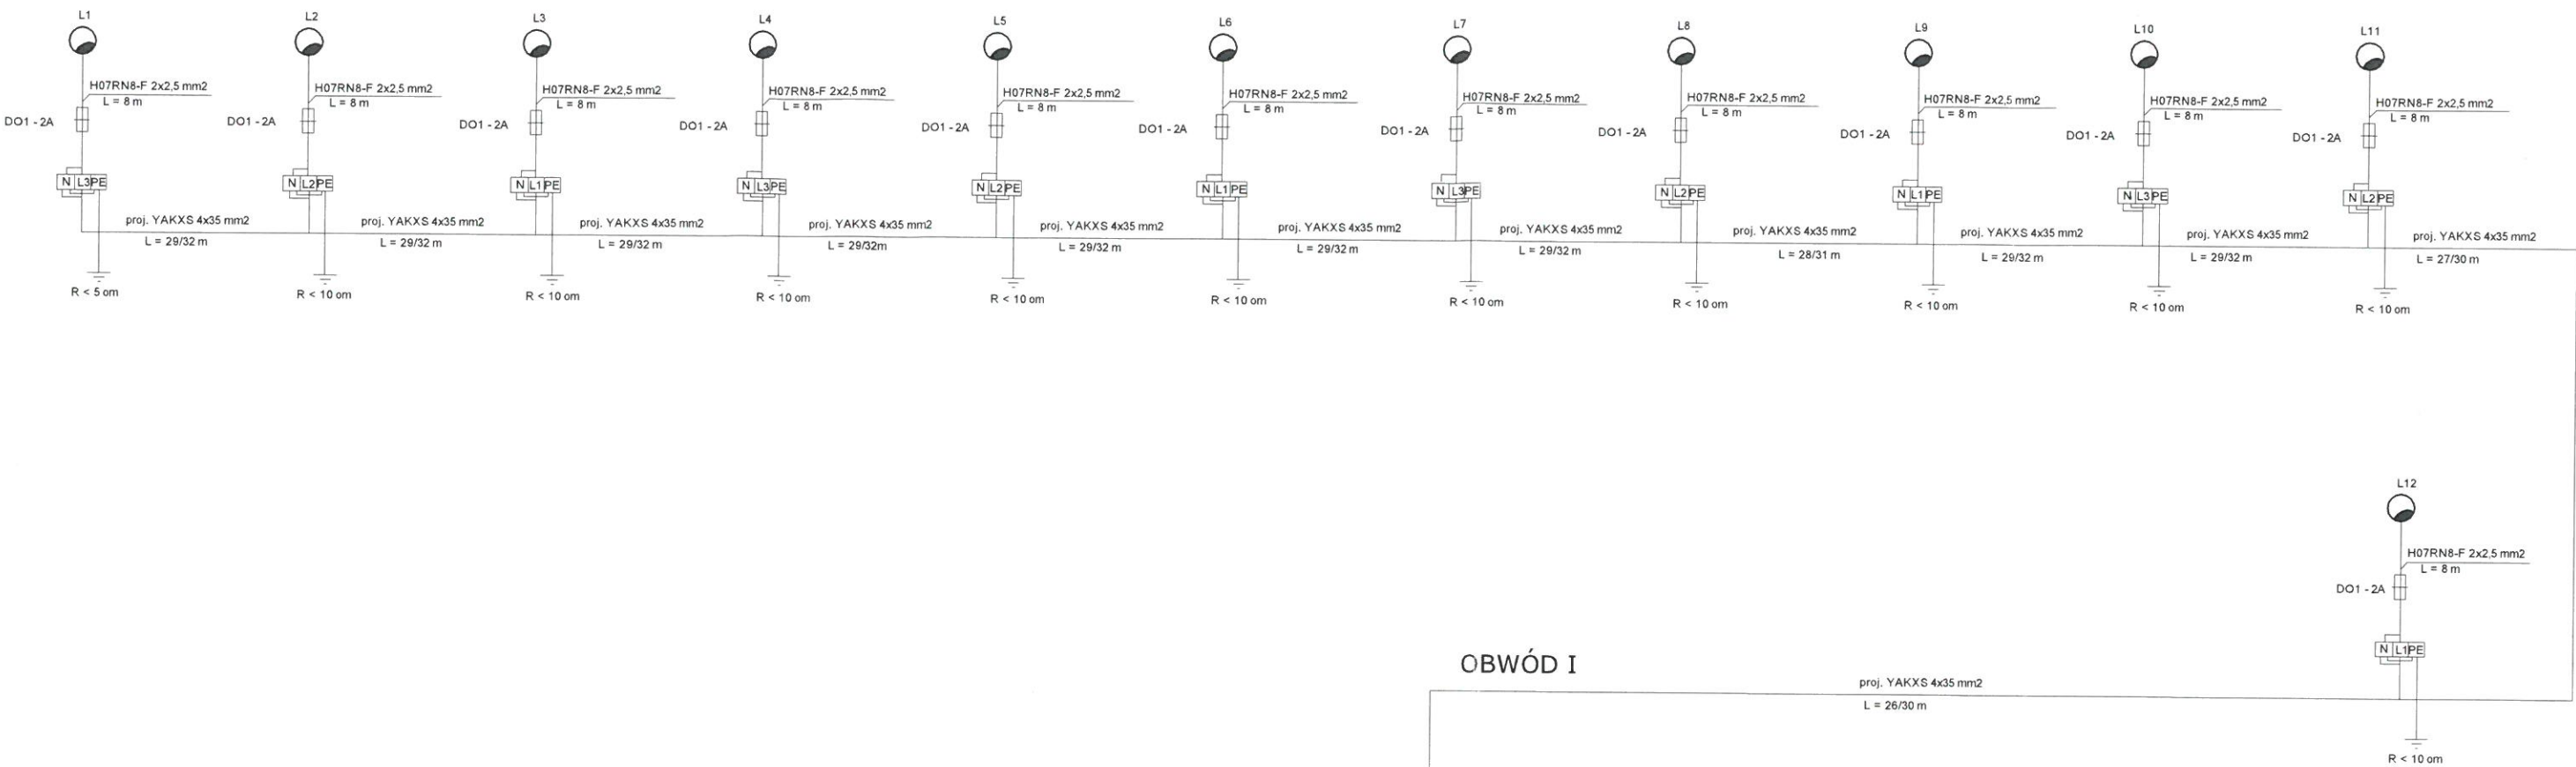 L1
L2
L3
L4
L5
L6
L7
L8
L9
L10
L11
H07RN8-F 2x2,5 mm2
L = 8 m
H07RN8-F 2x2,5 mm2
L = 8 m
H07RN8-F 2x2,5 mm2
L = 8 m
H07RN8-F 2x2,5 mm2
L = 8 m
H07RN8-F 2x2,5 mm2
L = 8 m
H07RN8-F 2x2,5 mm2
L = 8 m
H07RN8-F 2x2,5 mm2
L = 8 m
H07RN8-F 2x2,5 mm2
L = 8 m
H07RN8-F 2x2,5 mm2
L = 8 m
H07RN8-F 2x2,5 mm2
L = 8 m
H07RN8-F 2x2,5 mm2
L = 8 m
DO1 - 2A
DO1 - 2A
DO1 - 2A
DO1 - 2A
DO1 - 2A
DO1 - 2A
DO1 - 2A
DO1 - 2A
DO1 - 2A
DO1 - 2A
DO1 - 2A
N L3 PE
N L2 PE
N L1 PE
N L3 PE
N L2 PE
N L1 PE
N L3 PE
N L2 PE
N L1 PE
N L3 PE
N L2 PE
proj. YAKXS 4x35 mm2
L = 29/32 m
proj. YAKXS 4x35 mm2
L = 29/32 m
proj. YAKXS 4x35 mm2
L = 29/32 m
proj. YAKXS 4x35 mm2
L = 29/32m
proj. YAKXS 4x35 mm2
L = 29/32 m
proj. YAKXS 4x35 mm2
L = 29/32 m
proj. YAKXS 4x35 mm2
L = 29/32 m
proj. YAKXS 4x35 mm2
L = 28/31 m
proj. YAKXS 4x35 mm2
L = 29/32 m
proj. YAKXS 4x35 mm2
L = 29/32 m
proj. YAKXS 4x35 mm2
L = 27/30 m
R < 5 om
R < 10 om
R < 10 om
R < 10 om
R < 10 om
R < 10 om
R < 10 om
R < 10 om
R < 10 om
R < 10 om
R < 10 om
L12
H07RN8-F 2x2,5 mm2
L = 8 m
DO1 - 2A
N L1 PE
OBWÓD I
proj. YAKXS 4x35 mm2
L = 26/30 m
R < 10 om